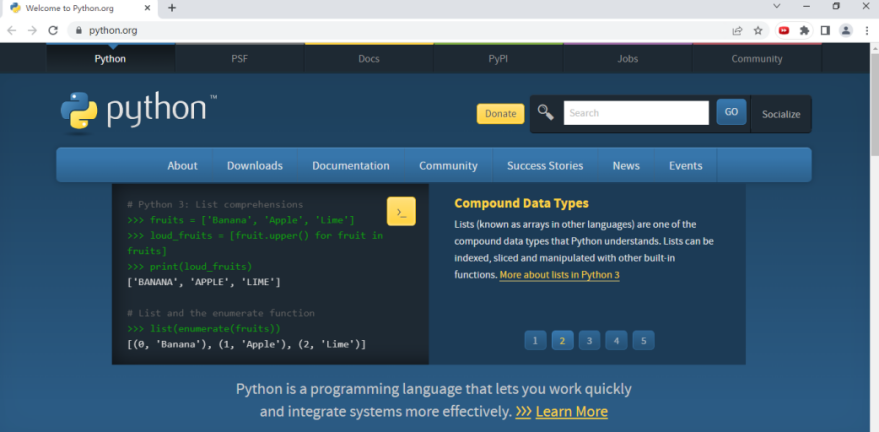 Welcome to Python.org
python.org
Python PSF Docs PyPI Jobs Community
python™
Donate Search GO Socialize
About Downloads Documentation Community Success Stories News Events
# Python 3: List comprehensions
>>> fruits = ['Banana', 'Apple', 'Lime']
>>> loud_fruits = [fruit.upper() for fruit in
fruits]
>>> print(loud_fruits)
['BANANA', 'APPLE', 'LIME']
# List and the enumerate function
>>> list(enumerate(fruits))
[(0, 'Banana'), (1, 'Apple'), (2, 'Lime')]
>_
Compound Data Types
Lists (known as arrays in other languages) are one of the
compound data types that Python understands. Lists can be
indexed, sliced and manipulated with other built-in
functions. More about lists in Python 3
1 2 3 4 5
Python is a programming language that lets you work quickly
and integrate systems more effectively. >>> Learn More